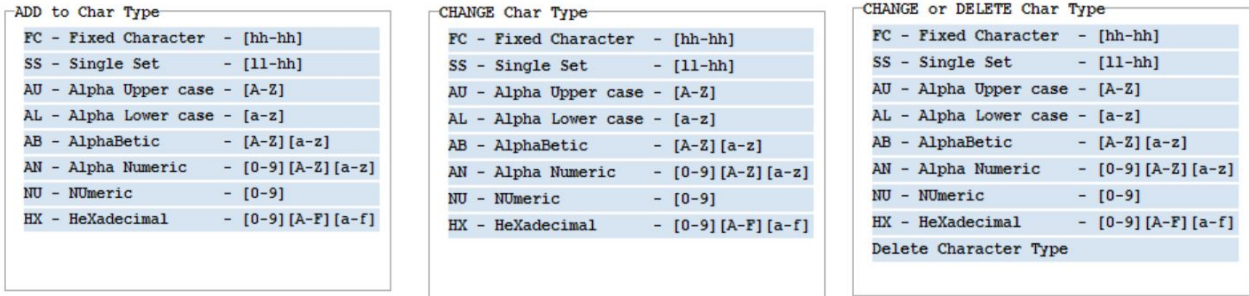 ADD to Char Type
FC - Fixed Character - [hh-hh]
SS - Single Set - [ll-hh]
AU - Alpha Upper case - [A-Z]
AL - Alpha Lower case - [a-z]
AB - AlphaBetic - [A-Z][a-z]
AN - Alpha Numeric - [0-9][A-Z][a-z]
NU - NUmeric - [0-9]
HX - HeXadecimal - [0-9][A-F][a-f]
CHANGE Char Type
FC - Fixed Character - [hh-hh]
SS - Single Set - [ll-hh]
AU - Alpha Upper case - [A-Z]
AL - Alpha Lower case - [a-z]
AB - AlphaBetic - [A-Z][a-z]
AN - Alpha Numeric - [0-9][A-Z][a-z]
NU - NUmeric - [0-9]
HX - HeXadecimal - [0-9][A-F][a-f]
CHANGE or DELETE Char Type
FC - Fixed Character - [hh-hh]
SS - Single Set - [ll-hh]
AU - Alpha Upper case - [A-Z]
AL - Alpha Lower case - [a-z]
AB - AlphaBetic - [A-Z][a-z]
AN - Alpha Numeric - [0-9][A-Z][a-z]
NU - NUmeric - [0-9]
HX - HeXadecimal - [0-9][A-F][a-f]
Delete Character Type